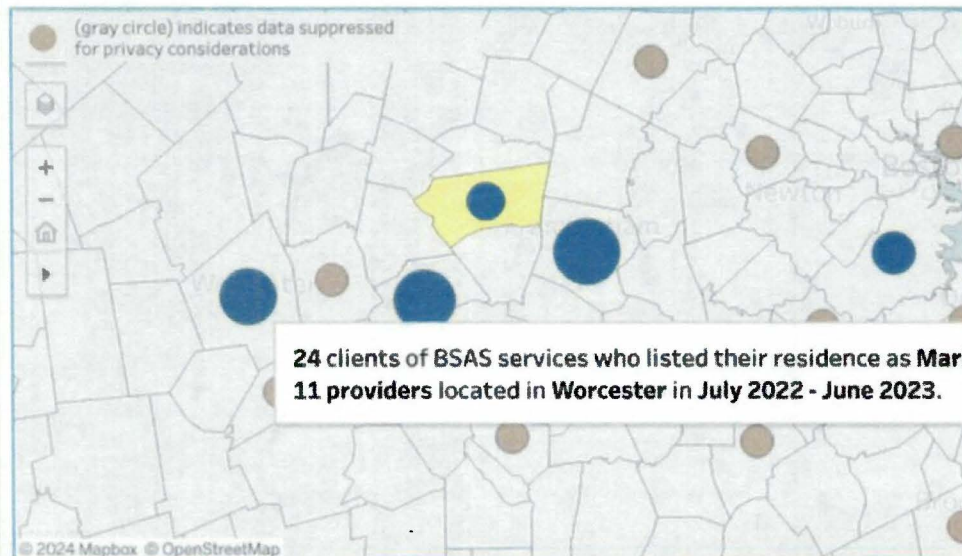 (gray circle) indicates data suppressed
for privacy considerations
Newton
24 clients of BSAS services who listed their residence as Mar
11 providers located in Worcester in July 2022 - June 2023.
© 2024 Mapbox © OpenStreetMap